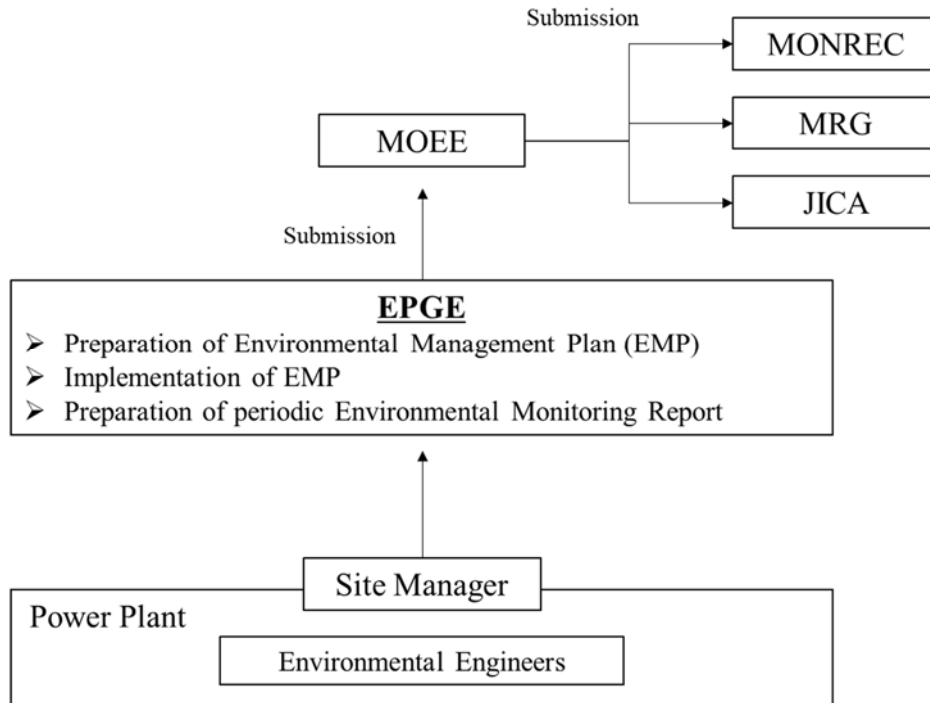 Submission
MONREC
MRG
MOEE
JICA
Submission
EPGE
➢ Preparation of Environmental Management Plan (EMP)
➢ Implementation of EMP
➢ Preparation of periodic Environmental Monitoring Report
Site Manager
Power Plant
Environmental Engineers